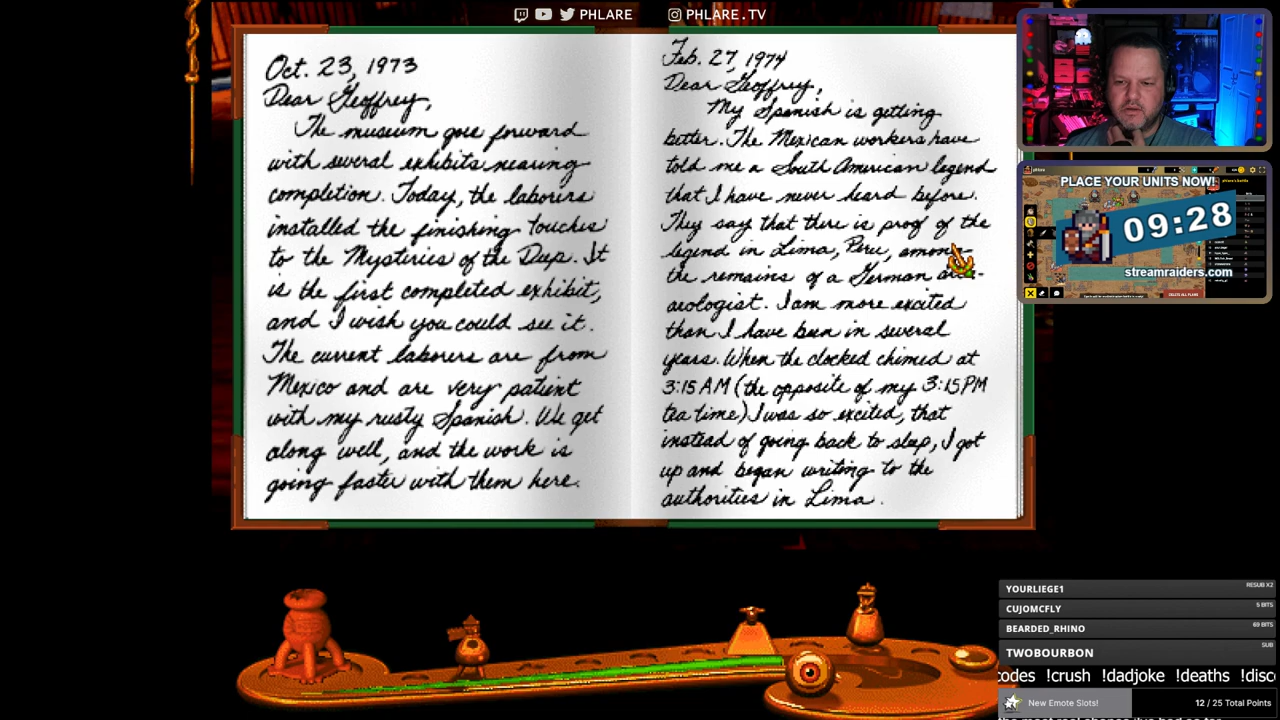 PHLARE
PHLARE.TV
Oct. 23, 1973
Dear Geoffrey,
The museum goes forward
with several exhibits nearing
completion. Today, the laborers
installed the finishing touches
to the Mysteries of the Deep. It
is the first completed exhibit,
and I wish you could see it.
The current laborers are from
Mexico and are very patient
with my rusty Spanish. We get
along well, and the work is
going faster with them here.
Feb. 27, 1974
Dear Geoffrey,
My Spanish is getting
better. The Mexican workers have
told me a South American legend
that I have never heard before.
They say that there is proof of the
legend in Lima, Peru, among
the remains of a German
aeologist. I am more excited
than I have been in several
years. When the clocked chimed at
3:15 AM (the opposite of my 3:15 PM
tea time) I was so excited, that
instead of going back to sleep, I got
up and began writing to the
authorities in Lima.
PLACE YOUR UNITS NOW!
09:28
streamraiders.com
YOURLIEGE1 RESUB X2
CUJOMCFLY 5 BITS
BEARDED_RHINO 69 BITS
TWOBOURBON SUB
codes !crush !dadjoke !deaths !disc
New Emote Slots! 12 / 25 Total Points